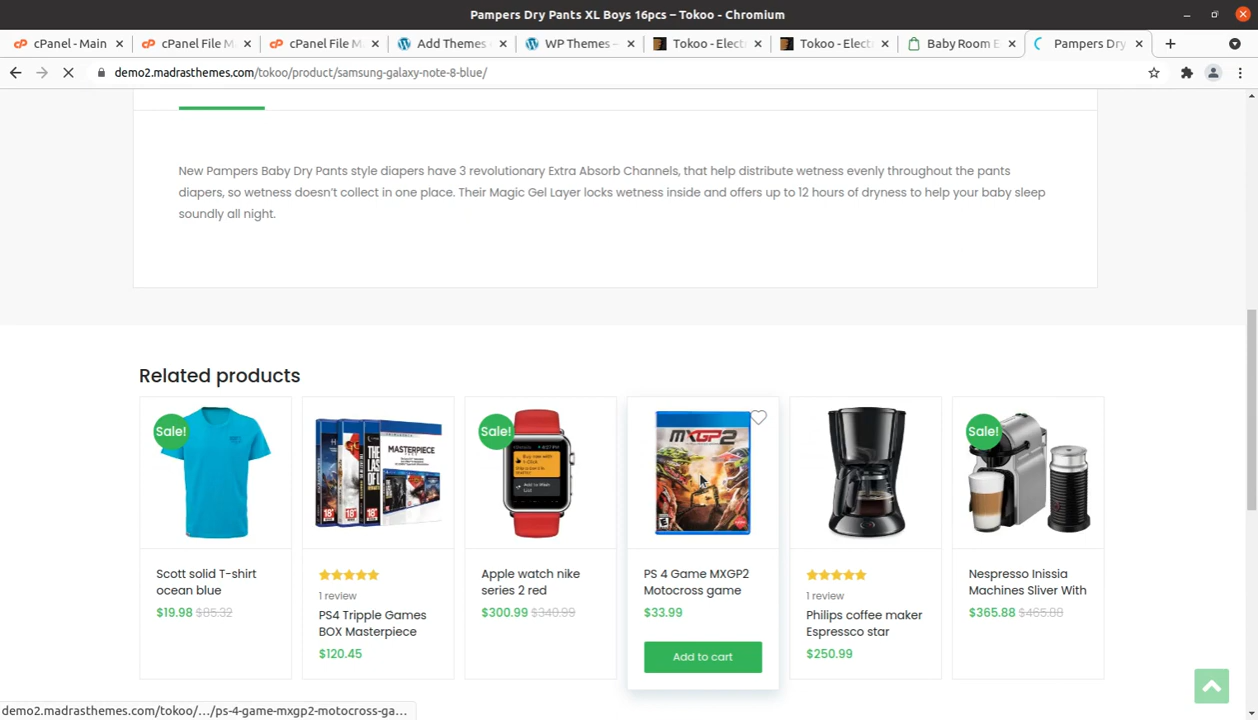 Pampers Dry Pants XL Boys 16pcs – Tokoo - Chromium
cPanel - Main
cPanel File M
cPanel File M
Add Themes ‹
WP Themes –
Tokoo - Elect
Tokoo - Elect
Baby Room E
Pampers Dry
demo2.madrasthemes.com/tokoo/product/samsung-galaxy-note-8-blue/
New Pampers Baby Dry Pants style diapers have 3 revolutionary Extra Absorb Channels, that help distribute wetness evenly throughout the pants
diapers, so wetness doesn't collect in one place. Their Magic Gel Layer locks wetness inside and offers up to 12 hours of dryness to help your baby sleep
soundly all night.
Related products
Sale!
MASTERPIECE
Sale!
MXGP2
Sale!
Scott solid T-shirt
ocean blue
$19.98 $85.32
1 review
PS4 Tripple Games
BOX Masterpiece
$120.45
Apple watch nike
series 2 red
$300.99 $340.99
PS 4 Game MXGP2
Motocross game
$33.99
Add to cart
1 review
Philips coffee maker
Espressco star
$250.99
Nespresso Inissia
Machines Sliver With
$365.88 $465.88
demo2.madrasthemes.com/tokoo/.../ps-4-game-mxgp2-motocross-ga...